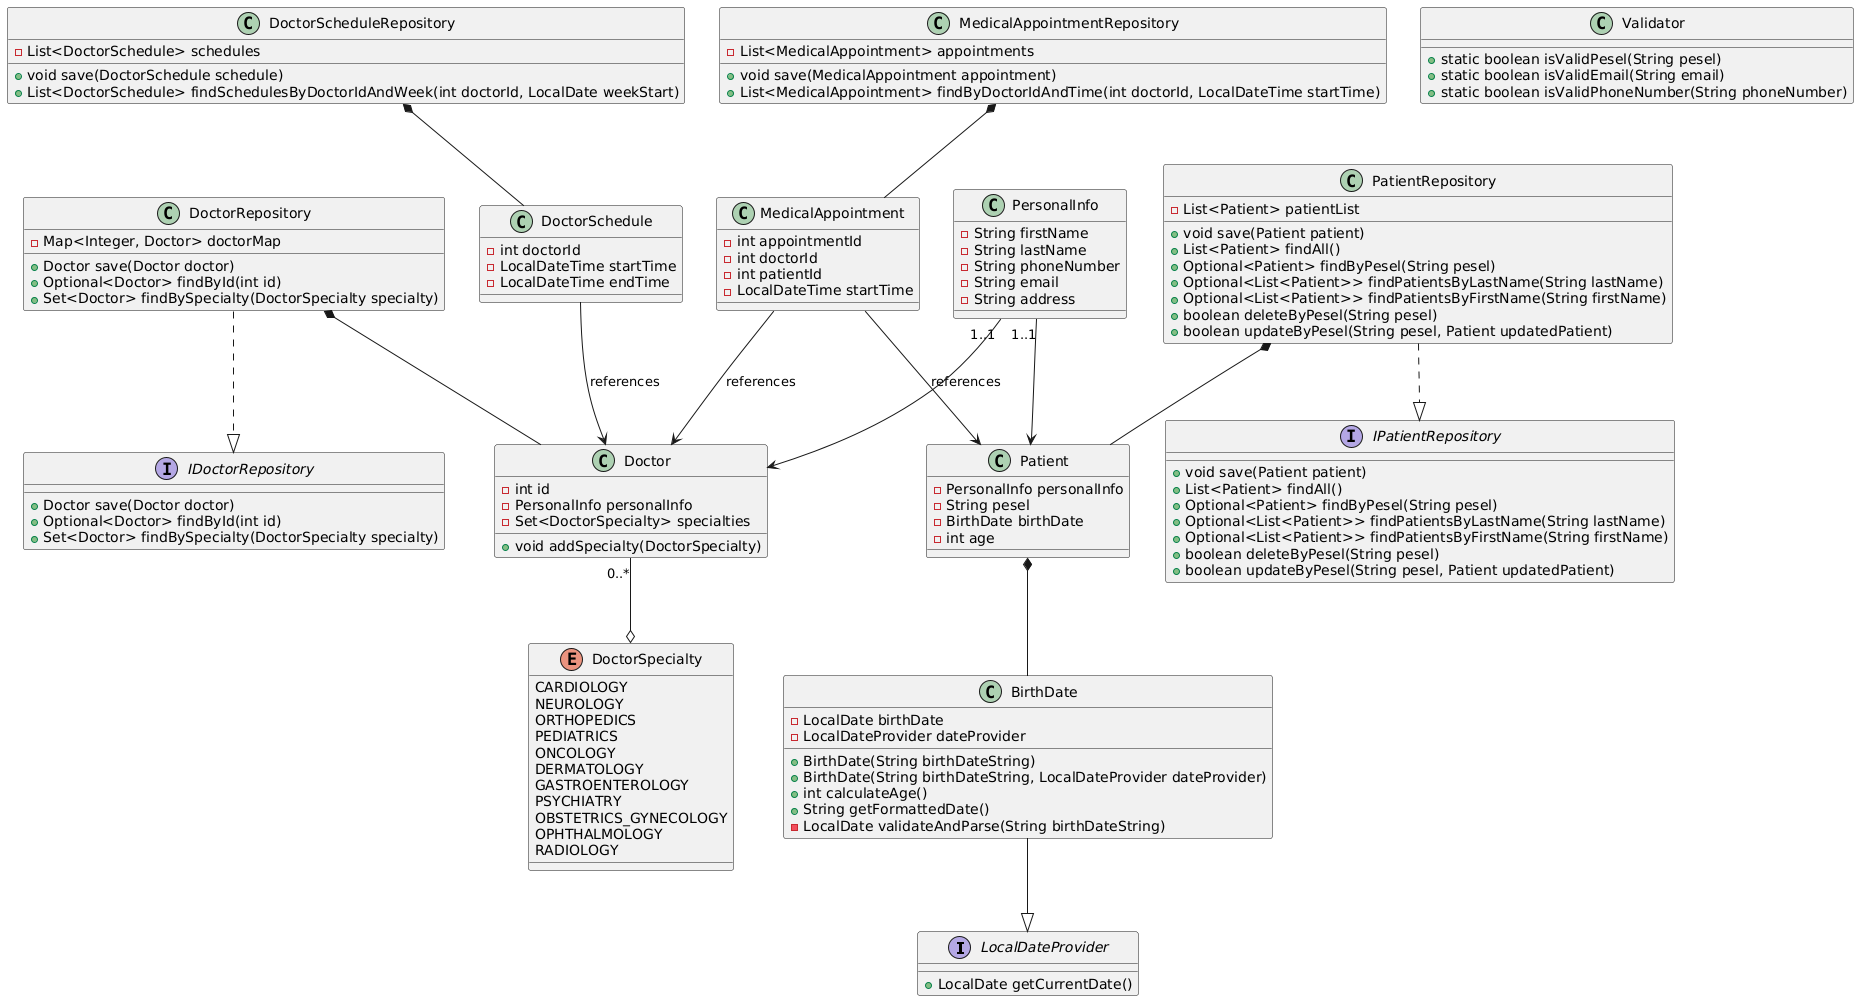 C DoctorScheduleRepository
List<DoctorSchedule> schedules
void save(DoctorSchedule schedule)
List<DoctorSchedule> findSchedulesByDoctorIdAndWeek(int doctorId, LocalDate weekStart)
C MedicalAppointmentRepository
List<MedicalAppointment> appointments
void save(MedicalAppointment appointment)
List<MedicalAppointment> findByDoctorIdAndTime(int doctorId, LocalDateTime startTime)
C Validator
static boolean isValidPesel(String pesel)
static boolean isValidEmail(String email)
static boolean isValidPhoneNumber(String phoneNumber)
C DoctorRepository
Map<Integer, Doctor> doctorMap
Doctor save(Doctor doctor)
Optional<Doctor> findById(int id)
Set<Doctor> findBySpecialty(DoctorSpecialty specialty)
C DoctorSchedule
int doctorId
LocalDateTime startTime
LocalDateTime endTime
C MedicalAppointment
int appointmentId
int doctorId
int patientId
LocalDateTime startTime
C PersonalInfo
String firstName
String lastName
String phoneNumber
String email
String address
C PatientRepository
List<Patient> patientList
void save(Patient patient)
List<Patient> findAll()
Optional<Patient> findByPesel(String pesel)
Optional<List<Patient>> findPatientsByLastName(String lastName)
Optional<List<Patient>> findPatientsByFirstName(String firstName)
boolean deleteByPesel(String pesel)
boolean updateByPesel(String pesel, Patient updatedPatient)
1..1
1..1
references
references
references
I IDoctorRepository
Doctor save(Doctor doctor)
Optional<Doctor> findById(int id)
Set<Doctor> findBySpecialty(DoctorSpecialty specialty)
C Doctor
int id
PersonalInfo personalInfo
Set<DoctorSpecialty> specialties
void addSpecialty(DoctorSpecialty)
C Patient
PersonalInfo personalInfo
String pesel
BirthDate birthDate
int age
I IPatientRepository
void save(Patient patient)
List<Patient> findAll()
Optional<Patient> findByPesel(String pesel)
Optional<List<Patient>> findPatientsByLastName(String lastName)
Optional<List<Patient>> findPatientsByFirstName(String firstName)
boolean deleteByPesel(String pesel)
boolean updateByPesel(String pesel, Patient updatedPatient)
0..*
E DoctorSpecialty
CARDIOLOGY
NEUROLOGY
ORTHOPEDICS
PEDIATRICS
ONCOLOGY
DERMATOLOGY
GASTROENTEROLOGY
PSYCHIATRY
OBSTETRICS_GYNECOLOGY
OPHTHALMOLOGY
RADIOLOGY
C BirthDate
LocalDate birthDate
LocalDateProvider dateProvider
BirthDate(String birthDateString)
BirthDate(String birthDateString, LocalDateProvider dateProvider)
int calculateAge()
String getFormattedDate()
LocalDate validateAndParse(String birthDateString)
I LocalDateProvider
LocalDate getCurrentDate()